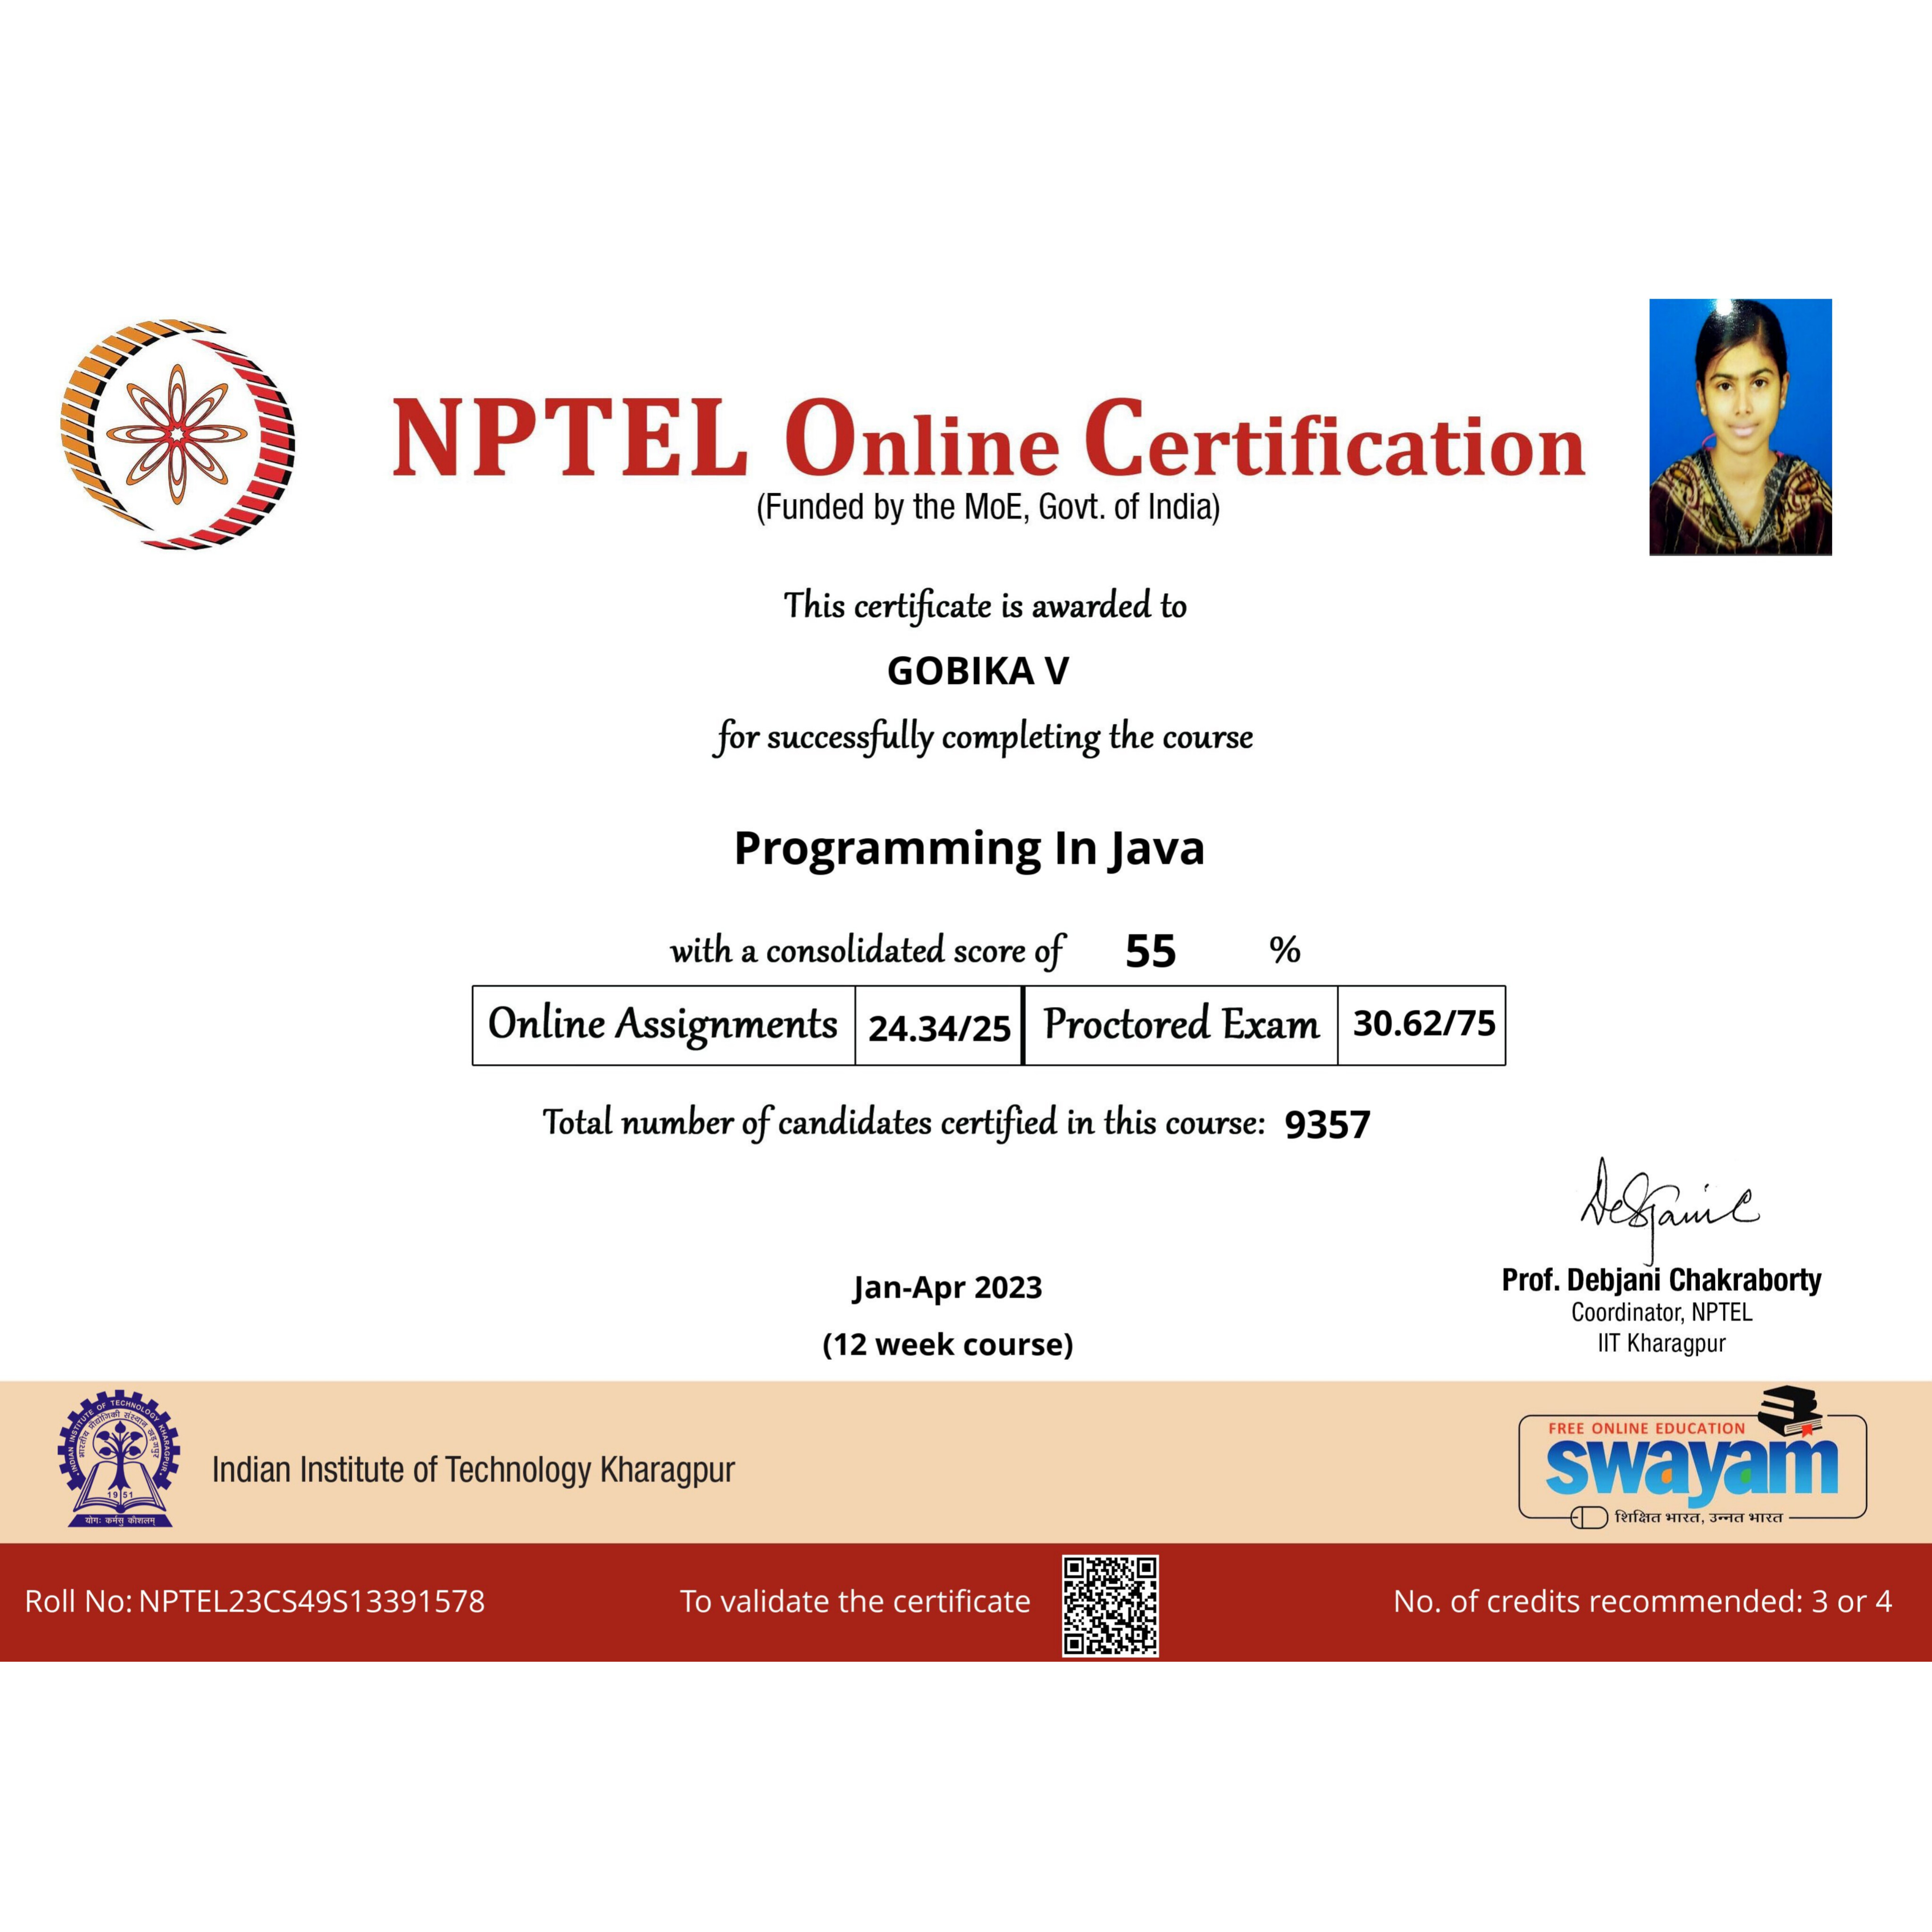 NPTEL Online Certification
(Funded by the MoE, Govt. of India)
This certificate is awarded to
GOBIKA V
for successfully completing the course
Programming In Java
with a consolidated score of 55 %
Online Assignments 24.34/25 Proctored Exam 30.62/75
Total number of candidates certified in this course: 9357
Jan-Apr 2023
(12 week course)
Prof. Debjani Chakraborty
Coordinator, NPTEL
IIT Kharagpur
INDIAN INSTITUTE OF TECHNOLOGY KHARAGPUR
भारतीय प्रौद्योगिकी संस्थान खड़गपुर
1951
योगः कर्मसु कौशलम्
Indian Institute of Technology Kharagpur
FREE ONLINE EDUCATION
swayam
शिक्षित भारत, उन्नत भारत
Roll No: NPTEL23CS49S13391578
To validate the certificate
No. of credits recommended: 3 or 4